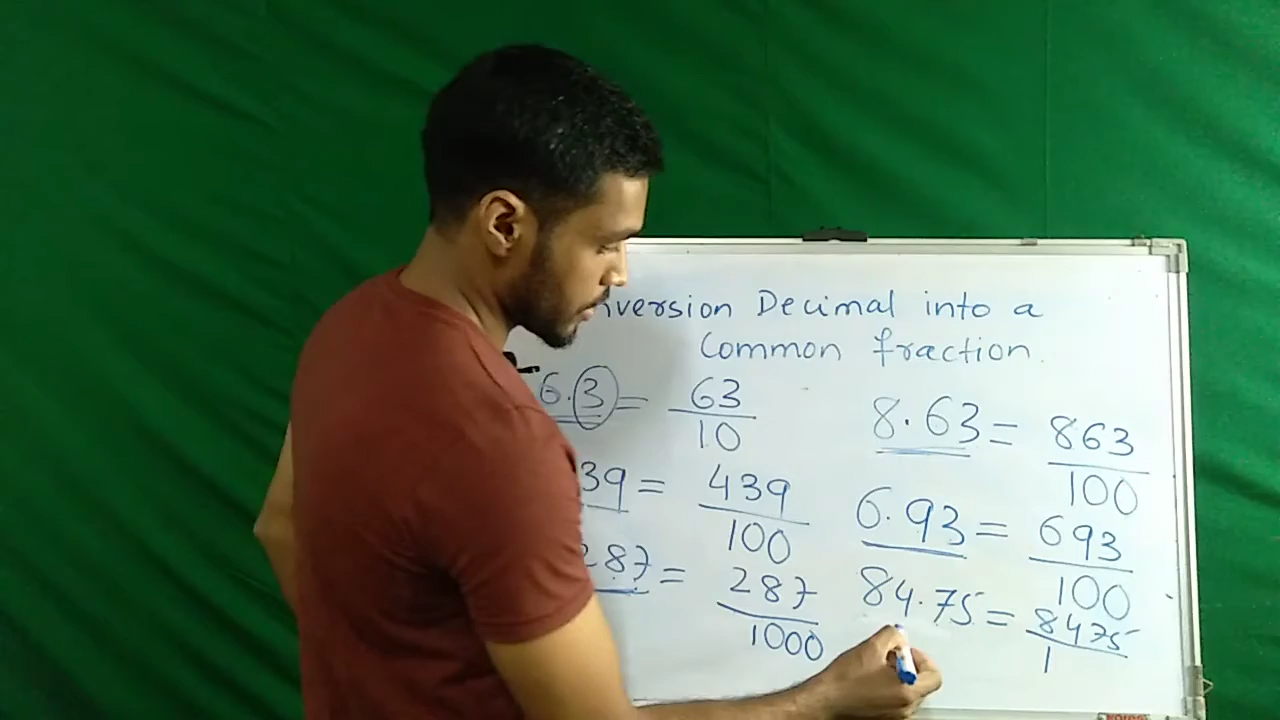 nversion Decimal into a
Common fraction.
6.3 = 63/10
8.63 = 863/100
39 = 439/100
6.93 = 693/100
287 = 287/1000
84.75 = 8475/1